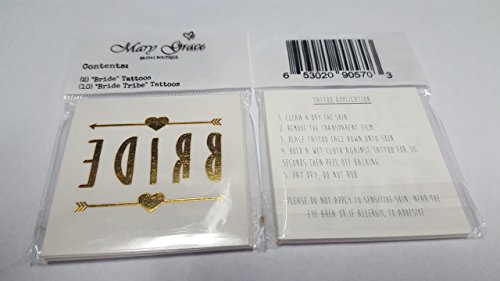 Mary Grace
BRIDAL BOUTIQUE
Contents:
(2) "Bride" Tattoos
(10) "Bride Tribe" Tattoos
BRIDE
6 53020 90570 3
TATTOO APPLICATION
1 CLEAN & DRY THE SKIN
2 REMOVE THE TRANSPARENT FILM
3 PLACE TATTOO FACE DOWN ONTO SKIN
4 HOLD A WET CLOTH AGAINST TATTOO FOR 30
SECONDS THEN PEEL OFF BACKING
5 PAT DRY, DO NOT RUB
PLEASE DO NOT APPLY TO SENSITIVE SKIN, NEAR THE
EYE AREA OR IF ALLERGIC TO ADHESIVE